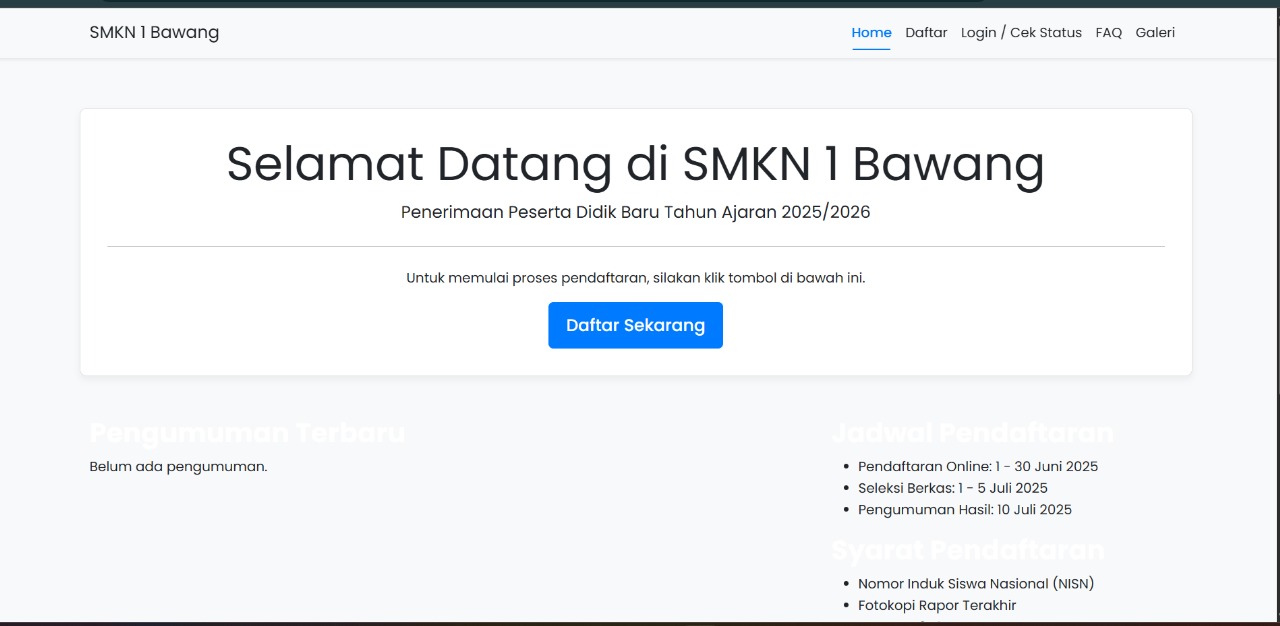 SMKN 1 Bawang
Home Daftar Login / Cek Status FAQ Galeri
Selamat Datang di SMKN 1 Bawang
Penerimaan Peserta Didik Baru Tahun Ajaran 2025/2026
Untuk memulai proses pendaftaran, silakan klik tombol di bawah ini.
Daftar Sekarang
Pengumuman Terbaru
Belum ada pengumuman.
Jadwal Pendaftaran
Pendaftaran Online: 1 - 30 Juni 2025
Seleksi Berkas: 1 - 5 Juli 2025
Pengumuman Hasil: 10 Juli 2025
Syarat Pendaftaran
Nomor Induk Siswa Nasional (NISN)
Fotokopi Rapor Terakhir